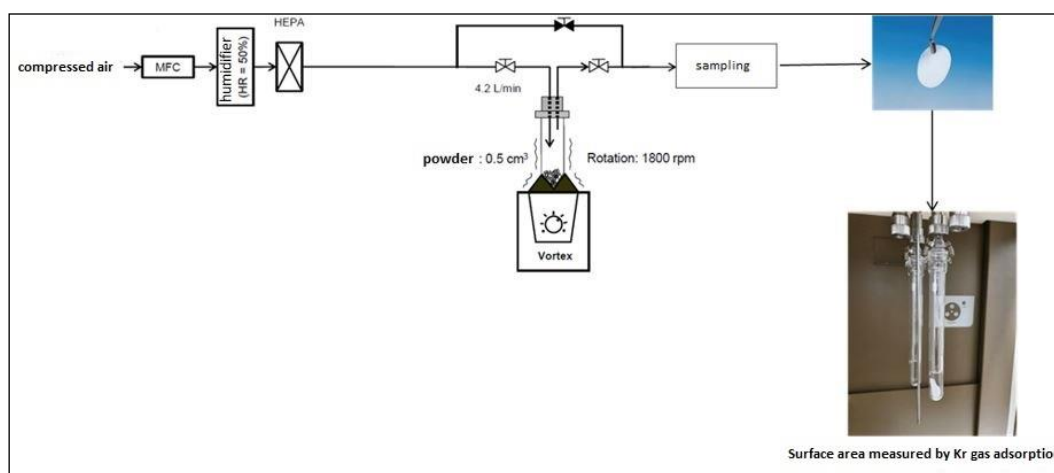 HEPA
compressed air
MFC
humidifier
(HR = 50%)
4.2 L/min
sampling
powder : 0.5 cm³
Rotation: 1800 rpm
Vortex
Surface area measured by Kr gas adsorptio